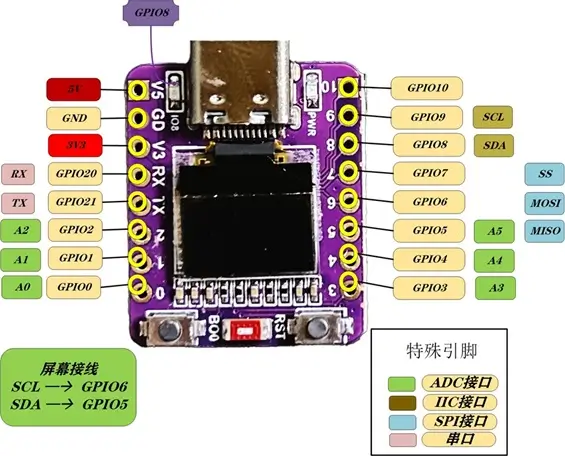 GPIO8
5V
V5
10
GPIO10
IO8
PWR
GND
GD
9
GPIO9
SCL
3V3
V3
8
GPIO8
SDA
RX
GPIO20
RX
7
GPIO7
SS
TX
GPIO21
TX
6
GPIO6
MOSI
A2
GPIO2
2
5
GPIO5
A5
MISO
A1
GPIO1
1
4
GPIO4
A4
A0
GPIO0
0
3
GPIO3
A3
BO0
RST
屏幕接线
SCL → GPIO6
SDA → GPIO5
特殊引脚
ADC接口
IIC接口
SPI接口
串口